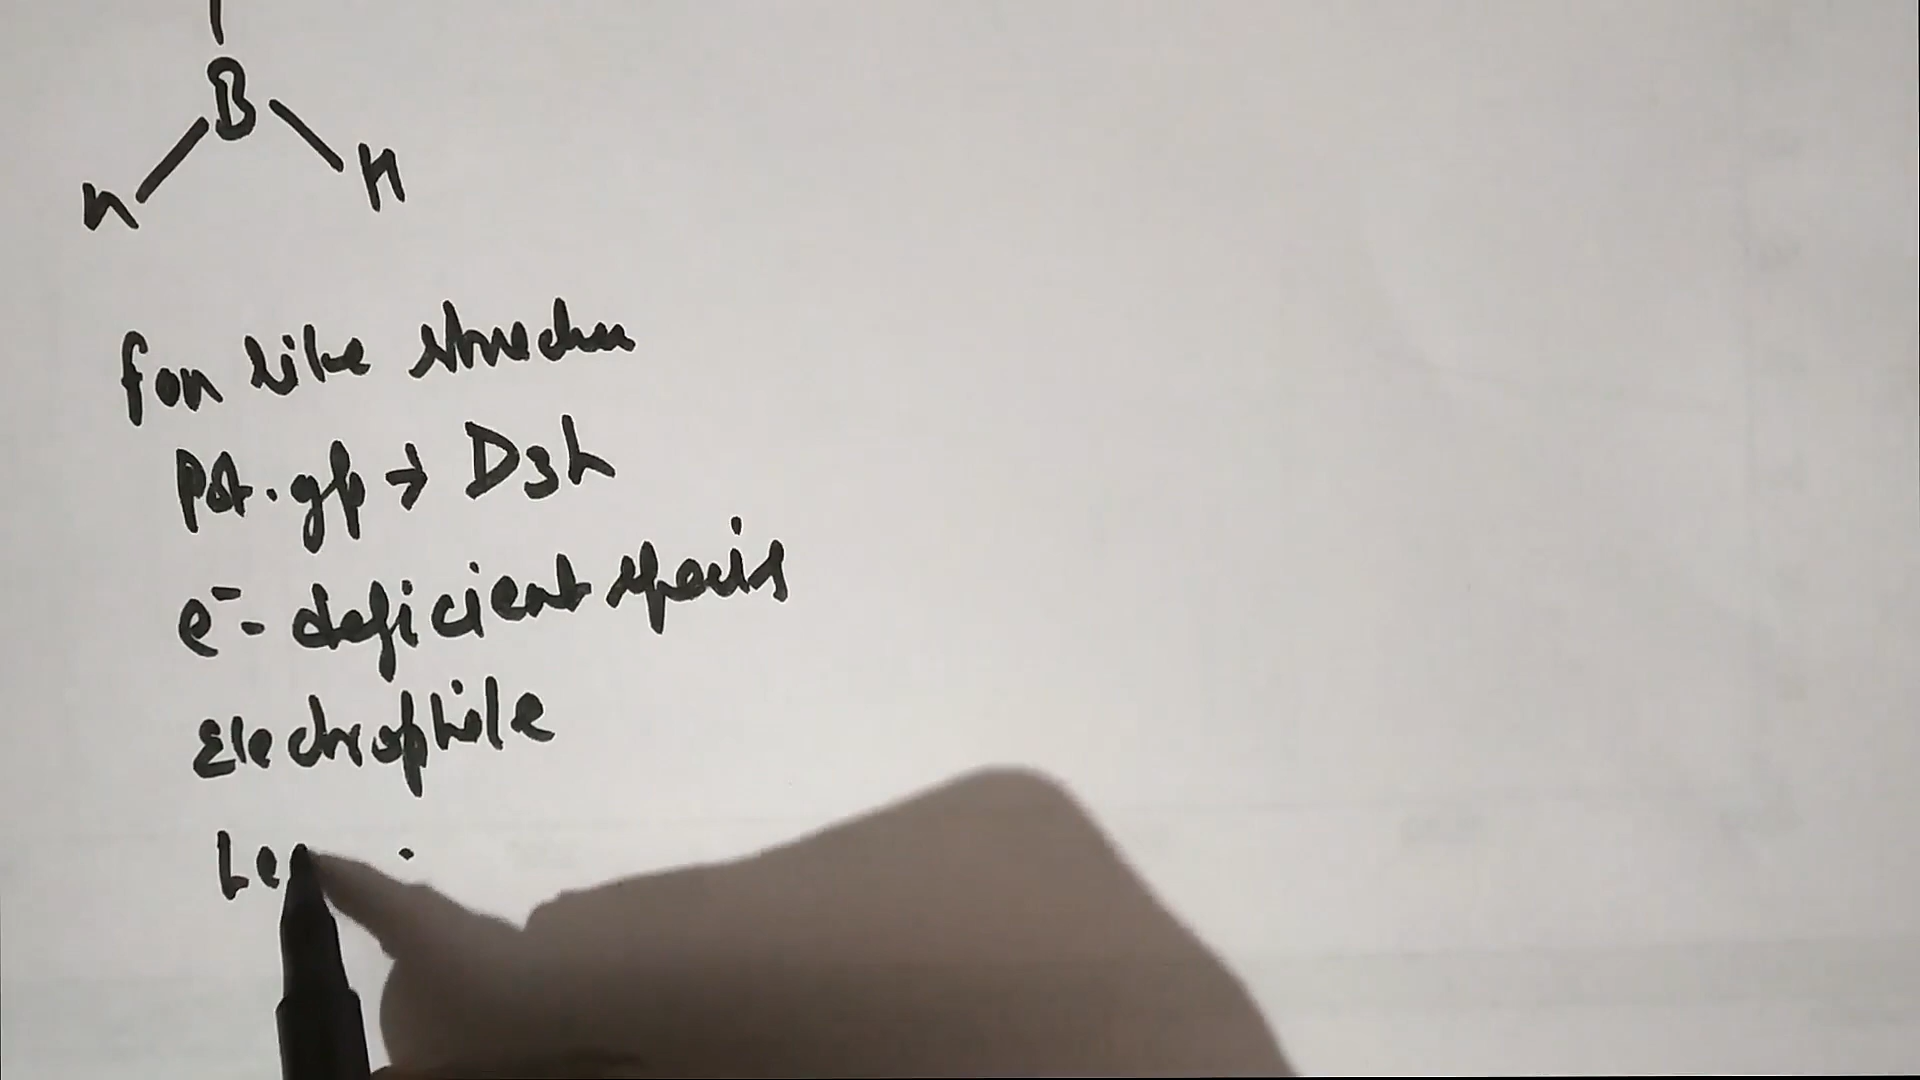 B
H H
fan like structure
Pt. gp → D3h
e⁻- deficient species
Electrophile
Le